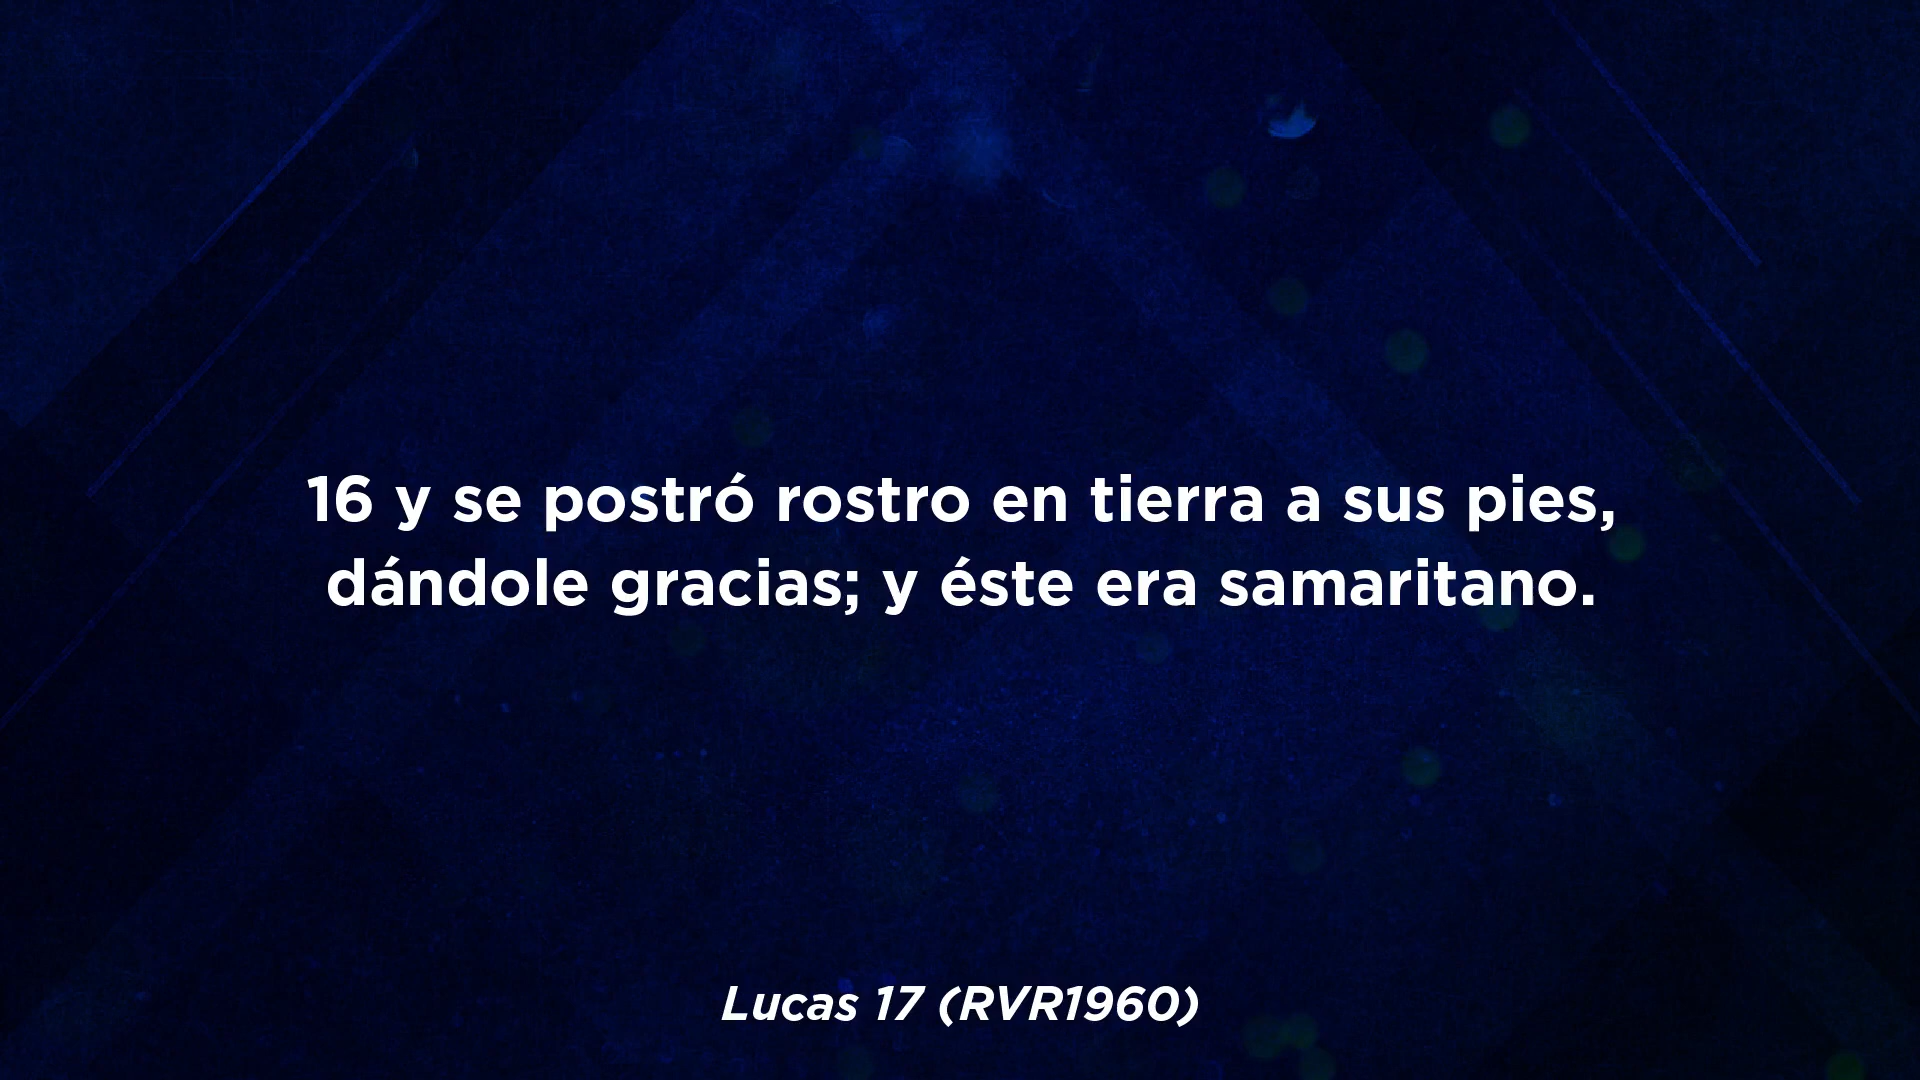 16 y se postró rostro en tierra a sus pies,
dándole gracias; y éste era samaritano.
Lucas 17 (RVR1960)